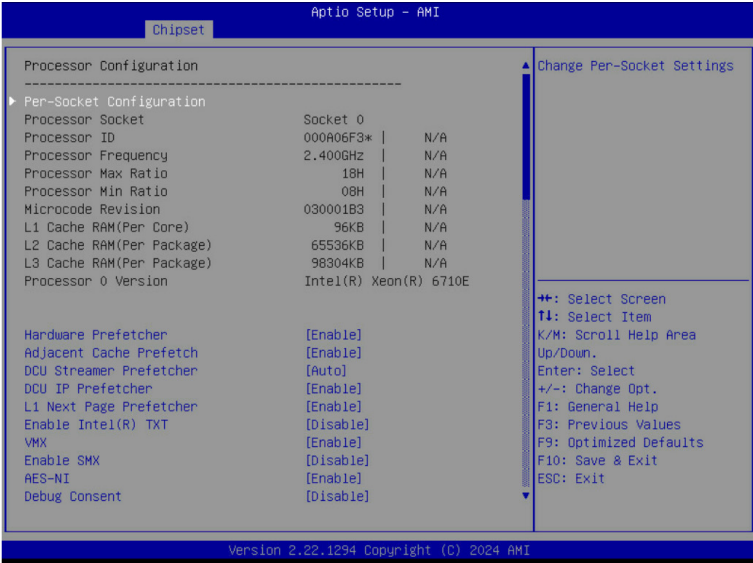 Aptio Setup – AMI
Chipset
Processor Configuration
--------------------------------------------------
Per-Socket Configuration
Processor Socket Socket 0
Processor ID 000A06F3* | N/A
Processor Frequency 2.400GHz | N/A
Processor Max Ratio 18H | N/A
Processor Min Ratio 08H | N/A
Microcode Revision 030001B3 | N/A
L1 Cache RAM(Per Core) 96KB | N/A
L2 Cache RAM(Per Package) 65536KB | N/A
L3 Cache RAM(Per Package) 98304KB | N/A
Processor 0 Version Intel(R) Xeon(R) 6710E
Hardware Prefetcher [Enable]
Adjacent Cache Prefetch [Enable]
DCU Streamer Prefetcher [Auto]
DCU IP Prefetcher [Enable]
L1 Next Page Prefetcher [Enable]
Enable Intel(R) TXT [Disable]
VMX [Enable]
Enable SMX [Disable]
AES-NI [Enable]
Debug Consent [Disable]
Change Per-Socket Settings
→←: Select Screen
↑↓: Select Item
K/M: Scroll Help Area
Up/Down.
Enter: Select
+/-: Change Opt.
F1: General Help
F3: Previous Values
F9: Optimized Defaults
F10: Save & Exit
ESC: Exit
Version 2.22.1294 Copyright (C) 2024 AMI